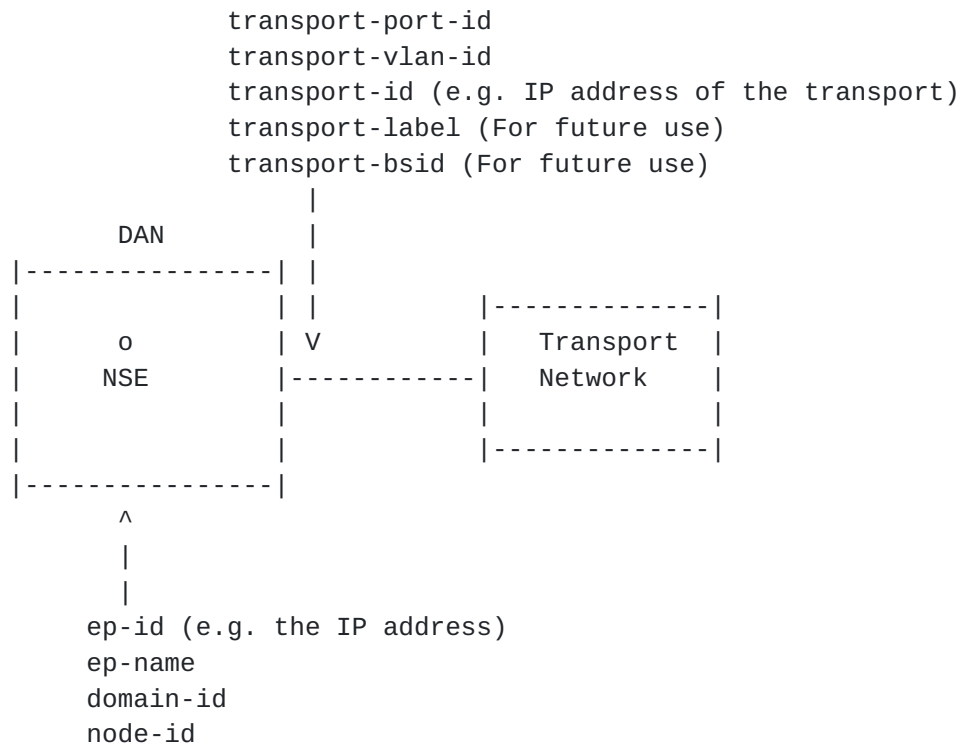 transport-port-id
transport-vlan-id
transport-id (e.g. IP address of the transport)
transport-label (For future use)
transport-bsid (For future use)
|
DAN |
|----------------| |
| | | |--------------|
| o | V | Transport |
| NSE |------------| Network |
| | | |
| | |--------------|
|----------------|
^
|
|
ep-id (e.g. the IP address)
ep-name
domain-id
node-id